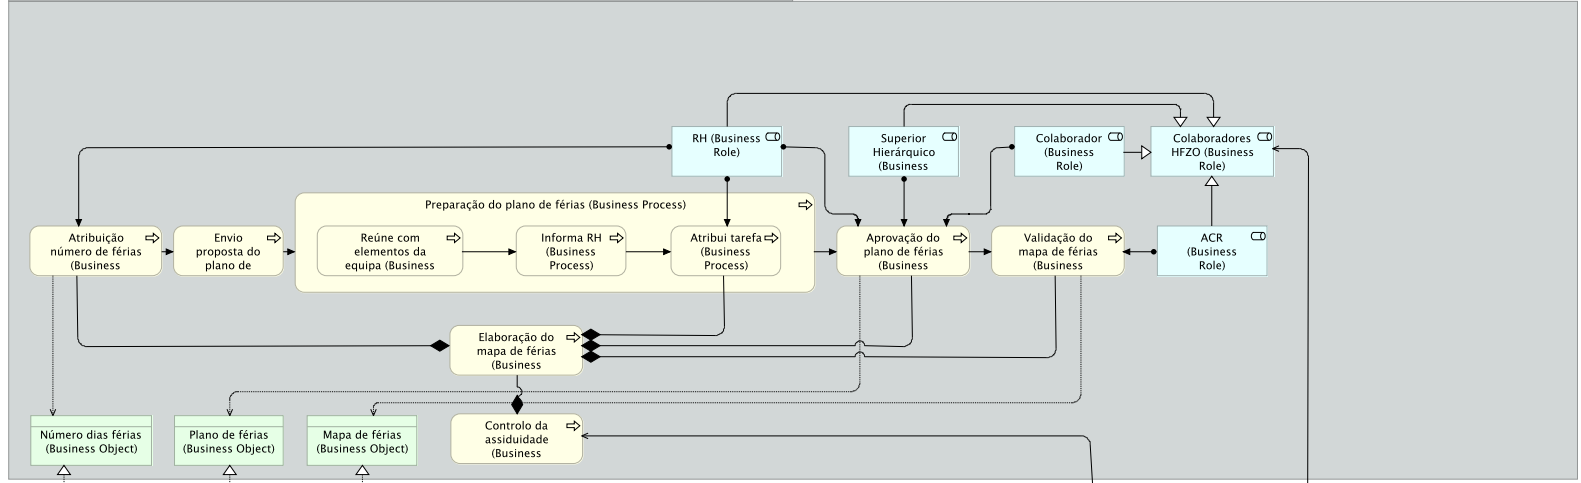 RH (Business
Role)
Superior
Hierárquico
(Business
Colaborador
(Business
Role)
Colaboradores
HFZO (Business
Role)
Preparação do plano de férias (Business Process)
Atribuição
número de férias
(Business
Envio
proposta do
plano de
Reúne com
elementos da
equipa (Business
Informa RH
(Business
Process)
Atribui tarefa
(Business
Process)
Aprovação do
plano de férias
(Business
Validação do
mapa de férias
(Business
ACR
(Business
Role)
Elaboração do
mapa de férias
(Business
Número dias férias
(Business Object)
Plano de férias
(Business Object)
Mapa de férias
(Business Object)
Controlo da
assiduidade
(Business